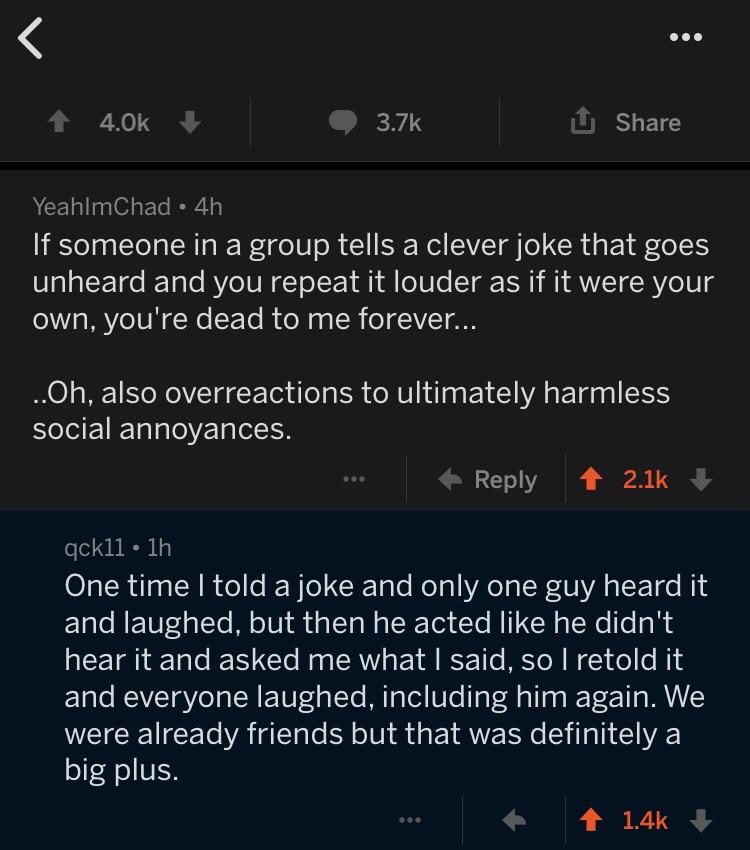 4.0k
3.7k
Share
YeahImChad • 4h
If someone in a group tells a clever joke that goes
unheard and you repeat it louder as if it were your
own, you're dead to me forever...
..Oh, also overreactions to ultimately harmless
social annoyances.
Reply
2.1k
qck11 • 1h
One time I told a joke and only one guy heard it
and laughed, but then he acted like he didn't
hear it and asked me what I said, so I retold it
and everyone laughed, including him again. We
were already friends but that was definitely a
big plus.
1.4k